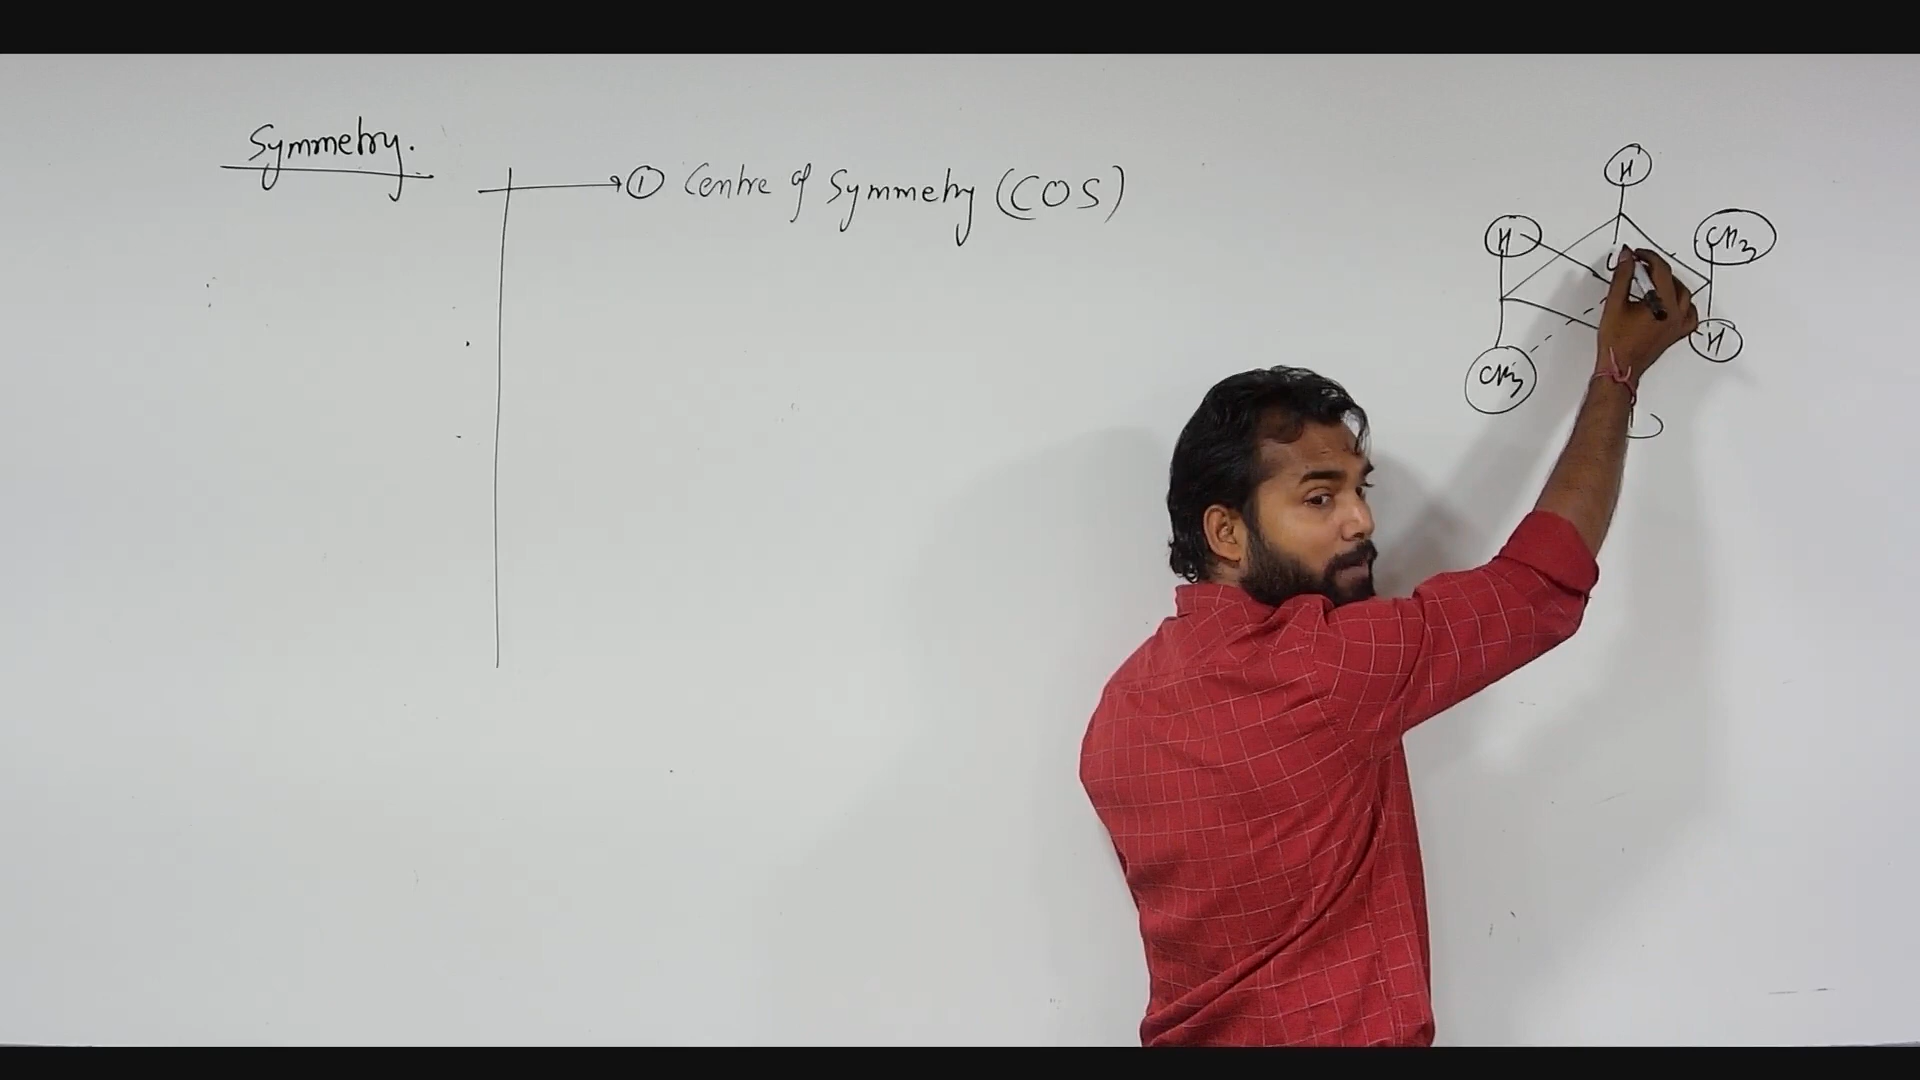 Symmetry.
① Centre of Symmetry (COS)
H
H
CH3
H
CH3